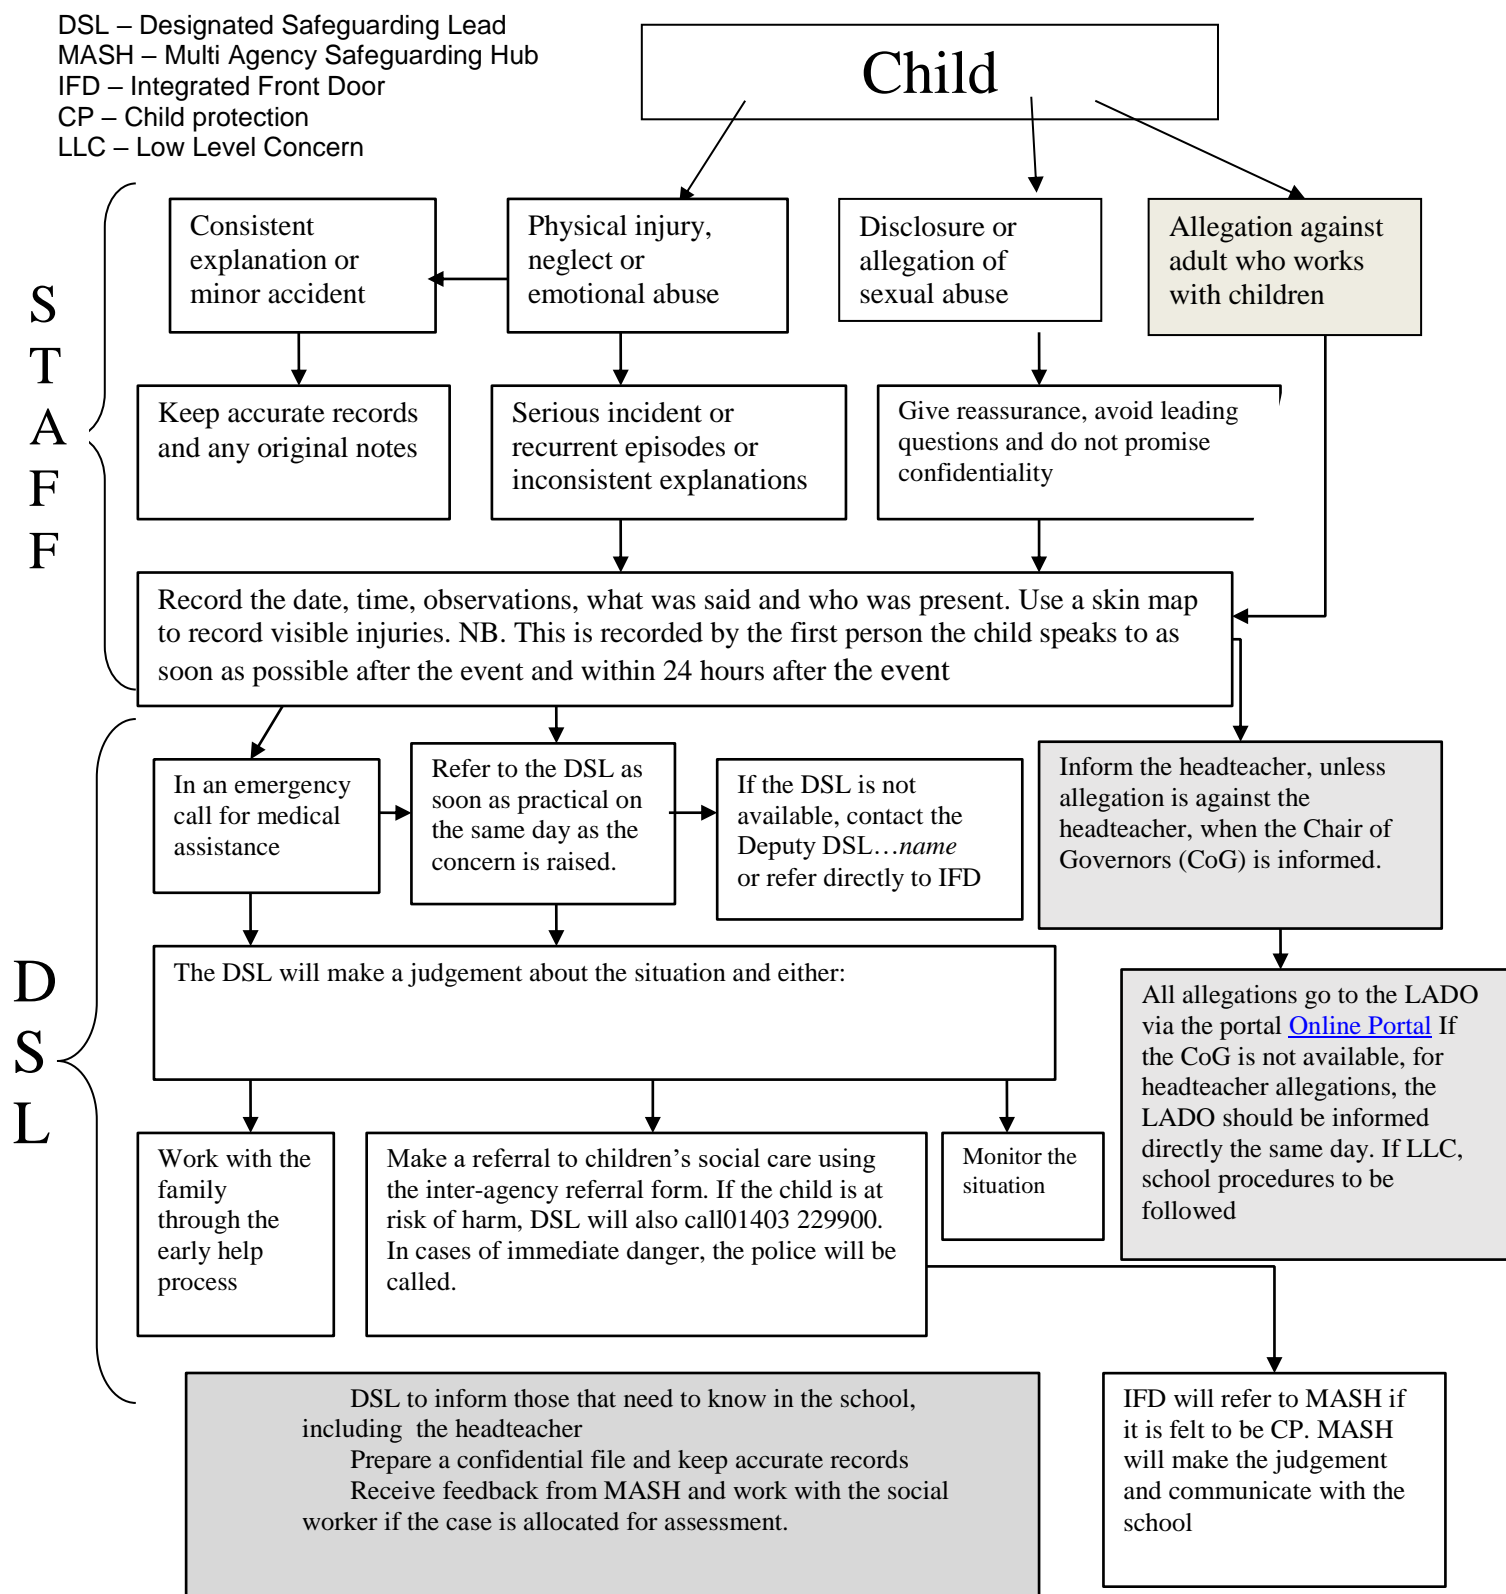 DSL – Designated Safeguarding Lead
MASH – Multi Agency Safeguarding Hub
IFD – Integrated Front Door
CP – Child protection
LLC – Low Level Concern
Child
S
T
A
F
F
Consistent
explanation or
minor accident
Physical injury,
neglect or
emotional abuse
Disclosure or
allegation of
sexual abuse
Allegation against
adult who works
with children
Keep accurate records
and any original notes
Serious incident or
recurrent episodes or
inconsistent explanations
Give reassurance, avoid leading
questions and do not promise
confidentiality
Record the date, time, observations, what was said and who was present. Use a skin map
to record visible injuries. NB. This is recorded by the first person the child speaks to as
soon as possible after the event and within 24 hours after the event
D
S
L
In an emergency
call for medical
assistance
Refer to the DSL as
soon as practical on
the same day as the
concern is raised.
If the DSL is not
available, contact the
Deputy DSL…name
or refer directly to IFD
Inform the headteacher, unless
allegation is against the
headteacher, when the Chair of
Governors (CoG) is informed.
The DSL will make a judgement about the situation and either:
All allegations go to the LADO
via the portal Online Portal If
the CoG is not available, for
headteacher allegations, the
LADO should be informed
directly the same day. If LLC,
school procedures to be
followed
Work with the
family
through the
early help
process
Make a referral to children’s social care using
the inter-agency referral form. If the child is at
risk of harm, DSL will also call01403 229900.
In cases of immediate danger, the police will be
called.
Monitor the
situation
DSL to inform those that need to know in the school,
including the headteacher
Prepare a confidential file and keep accurate records
Receive feedback from MASH and work with the social
worker if the case is allocated for assessment.
IFD will refer to MASH if
it is felt to be CP. MASH
will make the judgement
and communicate with the
school